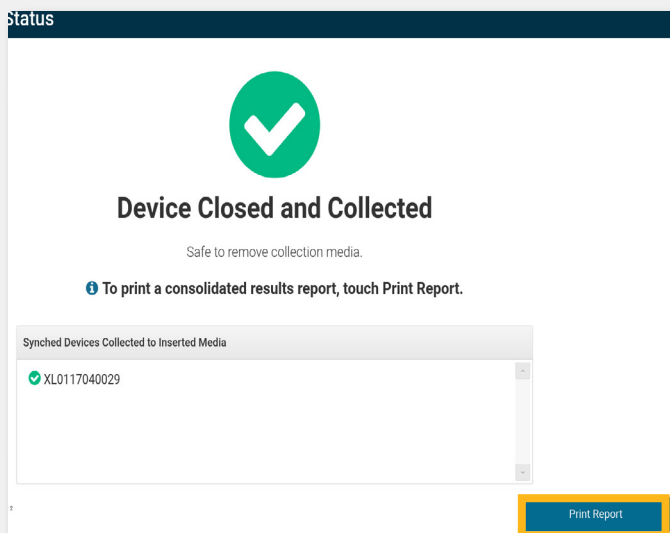 Status
Device Closed and Collected
Safe to remove collection media.
To print a consolidated results report, touch Print Report.
Synched Devices Collected to Inserted Media
XL0117040029
Print Report